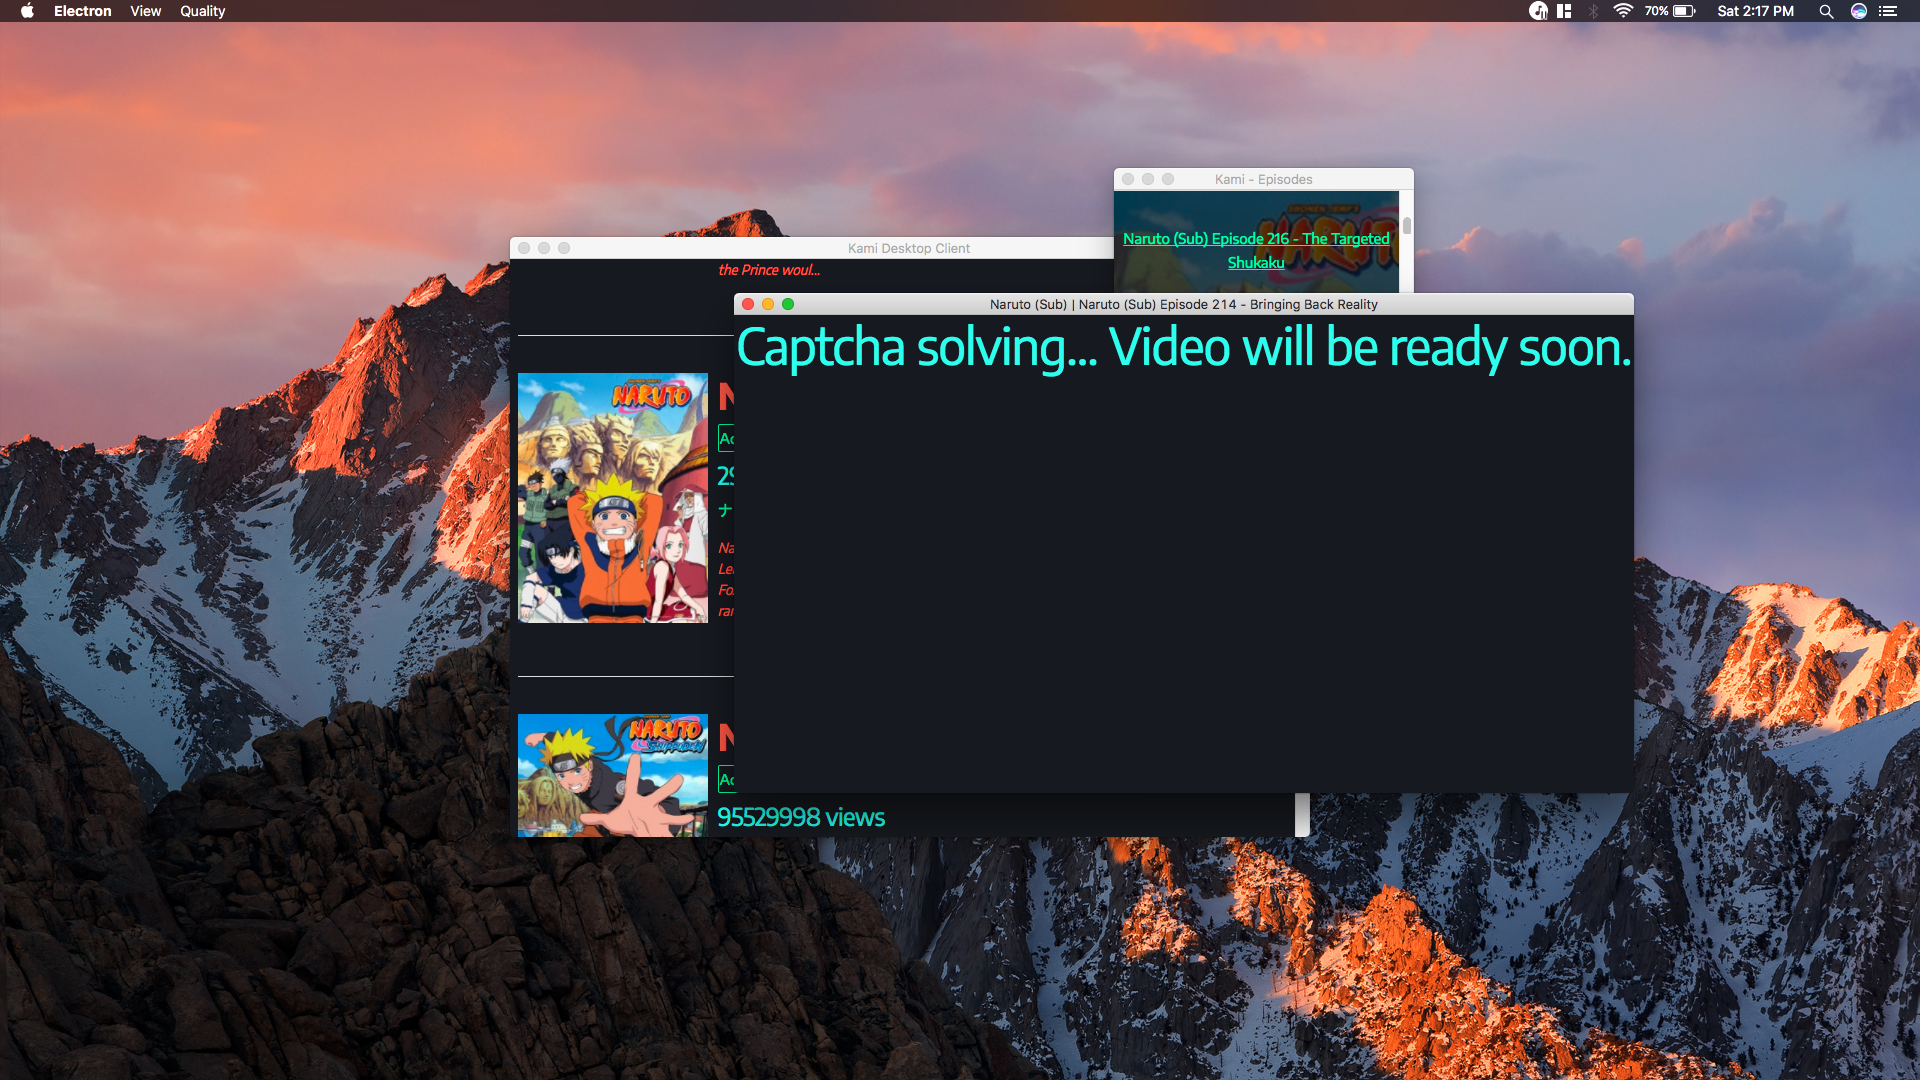 Electron View Quality
70% Sat 2:17 PM
Kami - Episodes
Naruto (Sub) Episode 216 - The Targeted
Shukaku
Kami Desktop Client
the Prince woul...
Naruto (Sub) | Naruto (Sub) Episode 214 - Bringing Back Reality
Captcha solving... Video will be ready soon.
NARUTO
N
Ac
29
ナ
Na
Le
Fo
rar
NARUTO
SHIPPUDEN
N
Ac
95529998 views